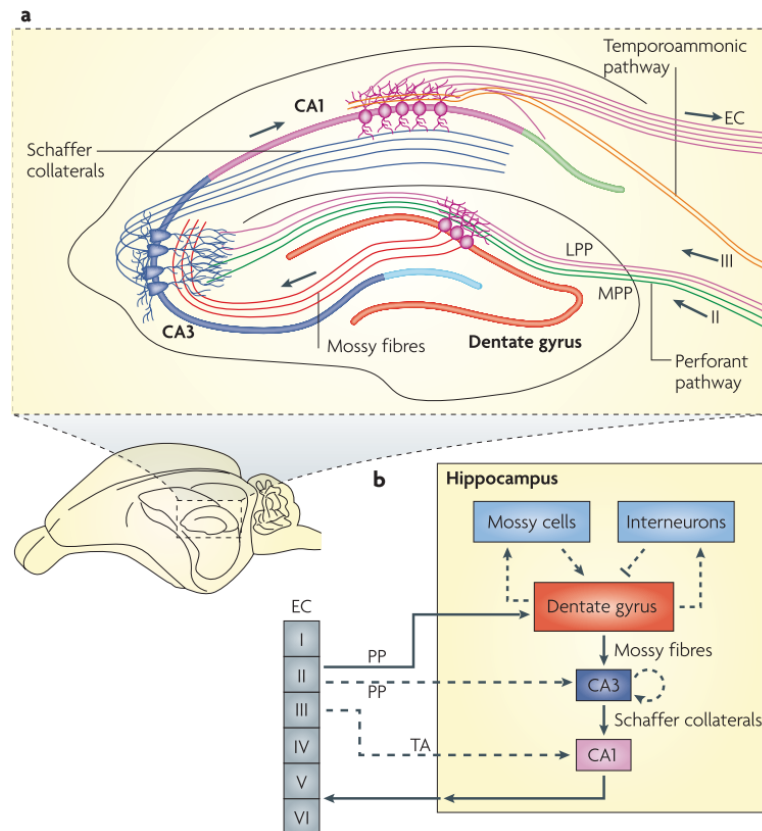 a
Temporoammonic
pathway
CA1
EC
Schaffer
collaterals
LPP
III
MPP
II
CA3
Mossy fibres
Dentate gyrus
Perforant
pathway
b
Hippocampus
Mossy cells
Interneurons
EC
Dentate gyrus
I
PP
Mossy fibres
II
PP
CA3
III
Schaffer collaterals
IV
TA
CA1
V
VI